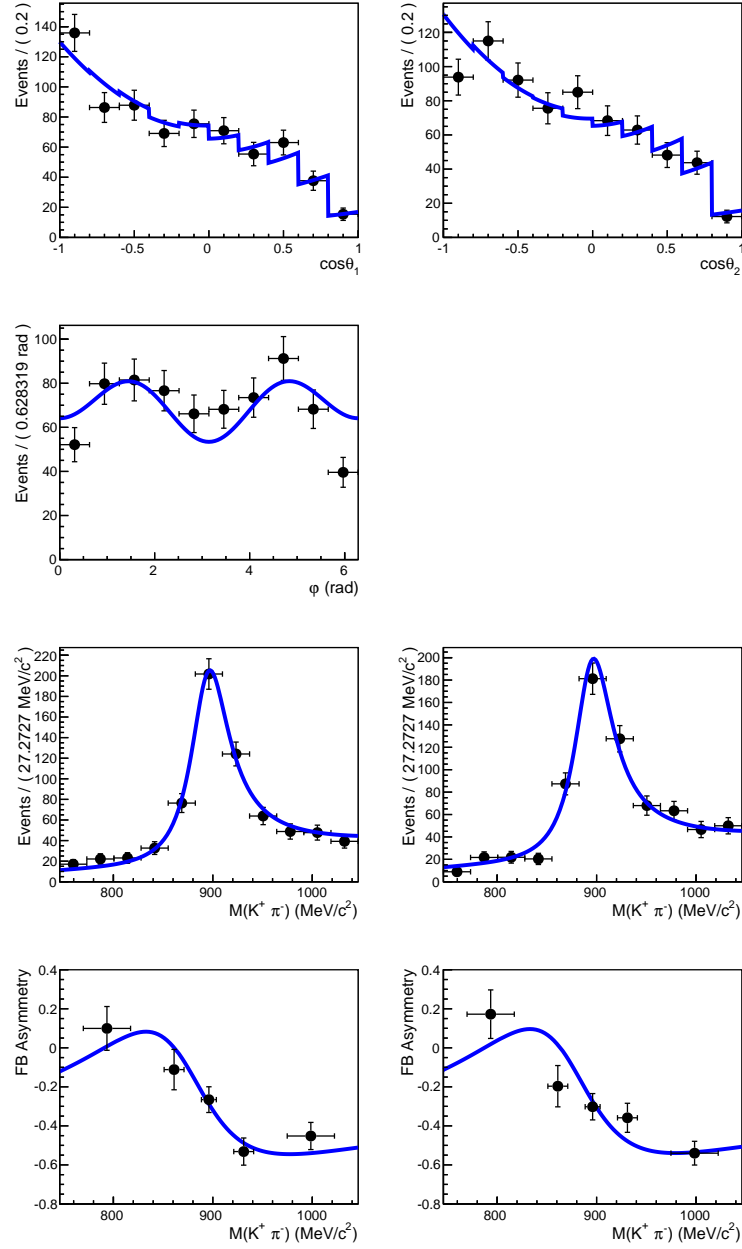 Events / ( 0.2 )
140
120
100
80
60
40
20
0
-1 -0.5 0 0.5 1
cosθ1
Events / ( 0.2 )
120
100
80
60
40
20
0
-1 -0.5 0 0.5 1
cosθ2
Events / ( 0.628319 rad )
100
80
60
40
20
0
0 2 4 6
φ (rad)
Events / ( 27.2727 MeV/c²)
220
200
180
160
140
120
100
80
60
40
20
0
800 900 1000
M(K⁺ π⁻) (MeV/c²)
Events / ( 27.2727 MeV/c²)
200
180
160
140
120
100
80
60
40
20
0
800 900 1000
M(K⁺ π⁻) (MeV/c²)
FB Asymmetry
0.4
0.2
0
-0.2
-0.4
-0.6
-0.8
800 900 1000
M(K⁺ π⁻) (MeV/c²)
FB Asymmetry
0.4
0.2
0
-0.2
-0.4
-0.6
-0.8
800 900 1000
M(K⁺ π⁻) (MeV/c²)